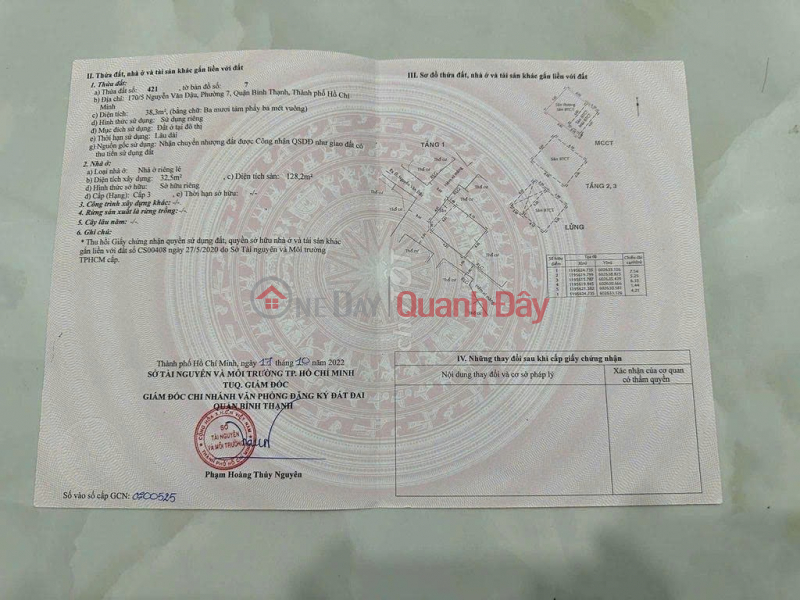 II. Thửa đất, nhà ở và tài sản khác gắn liền với đất
1. Thửa đất:
a) Thửa đất số: 421 , tờ bản đồ số: 7
b) Địa chỉ: 170/5 Nguyễn Văn Đậu, Phường 7, Quận Bình Thạnh, Thành phố Hồ Chí
Minh
c) Diện tích: 38,3m², (bằng chữ: Ba mươi tám phẩy ba mét vuông)
d) Hình thức sử dụng: Sử dụng riêng
đ) Mục đích sử dụng: Đất ở tại đô thị
e) Thời hạn sử dụng: Lâu dài
g) Nguồn gốc sử dụng: Nhận chuyển nhượng đất được Công nhận QSDĐ như giao đất có
thu tiền sử dụng đất
2. Nhà ở:
a) Loại nhà ở: Nhà ở riêng lẻ
b) Diện tích xây dựng: 32,5m² , c) Diện tích sàn: 128,2m²
d) Hình thức sở hữu: Sở hữu riêng
đ) Cấp (Hạng): Cấp 3 , e) Thời hạn sở hữu: -/-
3. Công trình xây dựng khác: -/-
4. Rừng sản xuất là rừng trồng: -/-
5. Cây lâu năm: -/-
6. Ghi chú:
* Thu hồi Giấy chứng nhận quyền sử dụng đất, quyền sở hữu nhà ở và tài sản khác
gắn liền với đất số CS00408 ngày 27/5/2020 do Sở Tài nguyên và Môi trường
TPHCM cấp.
Thành phố Hồ Chí Minh, ngày tháng 10 năm 2022
SỞ TÀI NGUYÊN VÀ MÔI TRƯỜNG TP. HỒ CHÍ MINH
TUQ. GIÁM ĐỐC
GIÁM ĐỐC CHI NHÁNH VĂN PHÒNG ĐĂNG KÝ ĐẤT ĐAI
QUẬN BÌNH THẠNH
SỞ
TÀI NGUYÊN
VÀ MÔI TRƯỜNG
Phạm Hoàng Thúy Nguyên
Số vào sổ cấp GCN:
III. Sơ đồ thửa đất, nhà ở và tài sản khác gắn liền với đất
TẦNG 1
MCCT
TẦNG 2, 3
LỬNG
OneDay Quanh Đây
IV. Những thay đổi sau khi cấp giấy chứng nhận
Nội dung thay đổi và cơ sở pháp lý
Xác nhận của cơ quan
có thẩm quyền